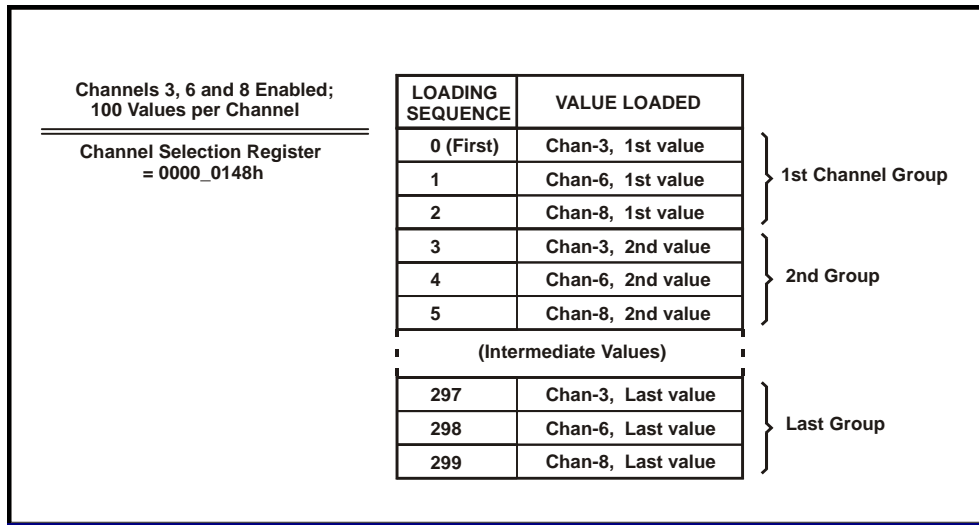 Channels 3, 6 and 8 Enabled;
100 Values per Channel
Channel Selection Register
= 0000_0148h
LOADING SEQUENCE VALUE LOADED
0 (First) Chan-3, 1st value
1 Chan-6, 1st value
2 Chan-8, 1st value
1st Channel Group
3 Chan-3, 2nd value
4 Chan-6, 2nd value
5 Chan-8, 2nd value
2nd Group
(Intermediate Values)
297 Chan-3, Last value
298 Chan-6, Last value
299 Chan-8, Last value
Last Group